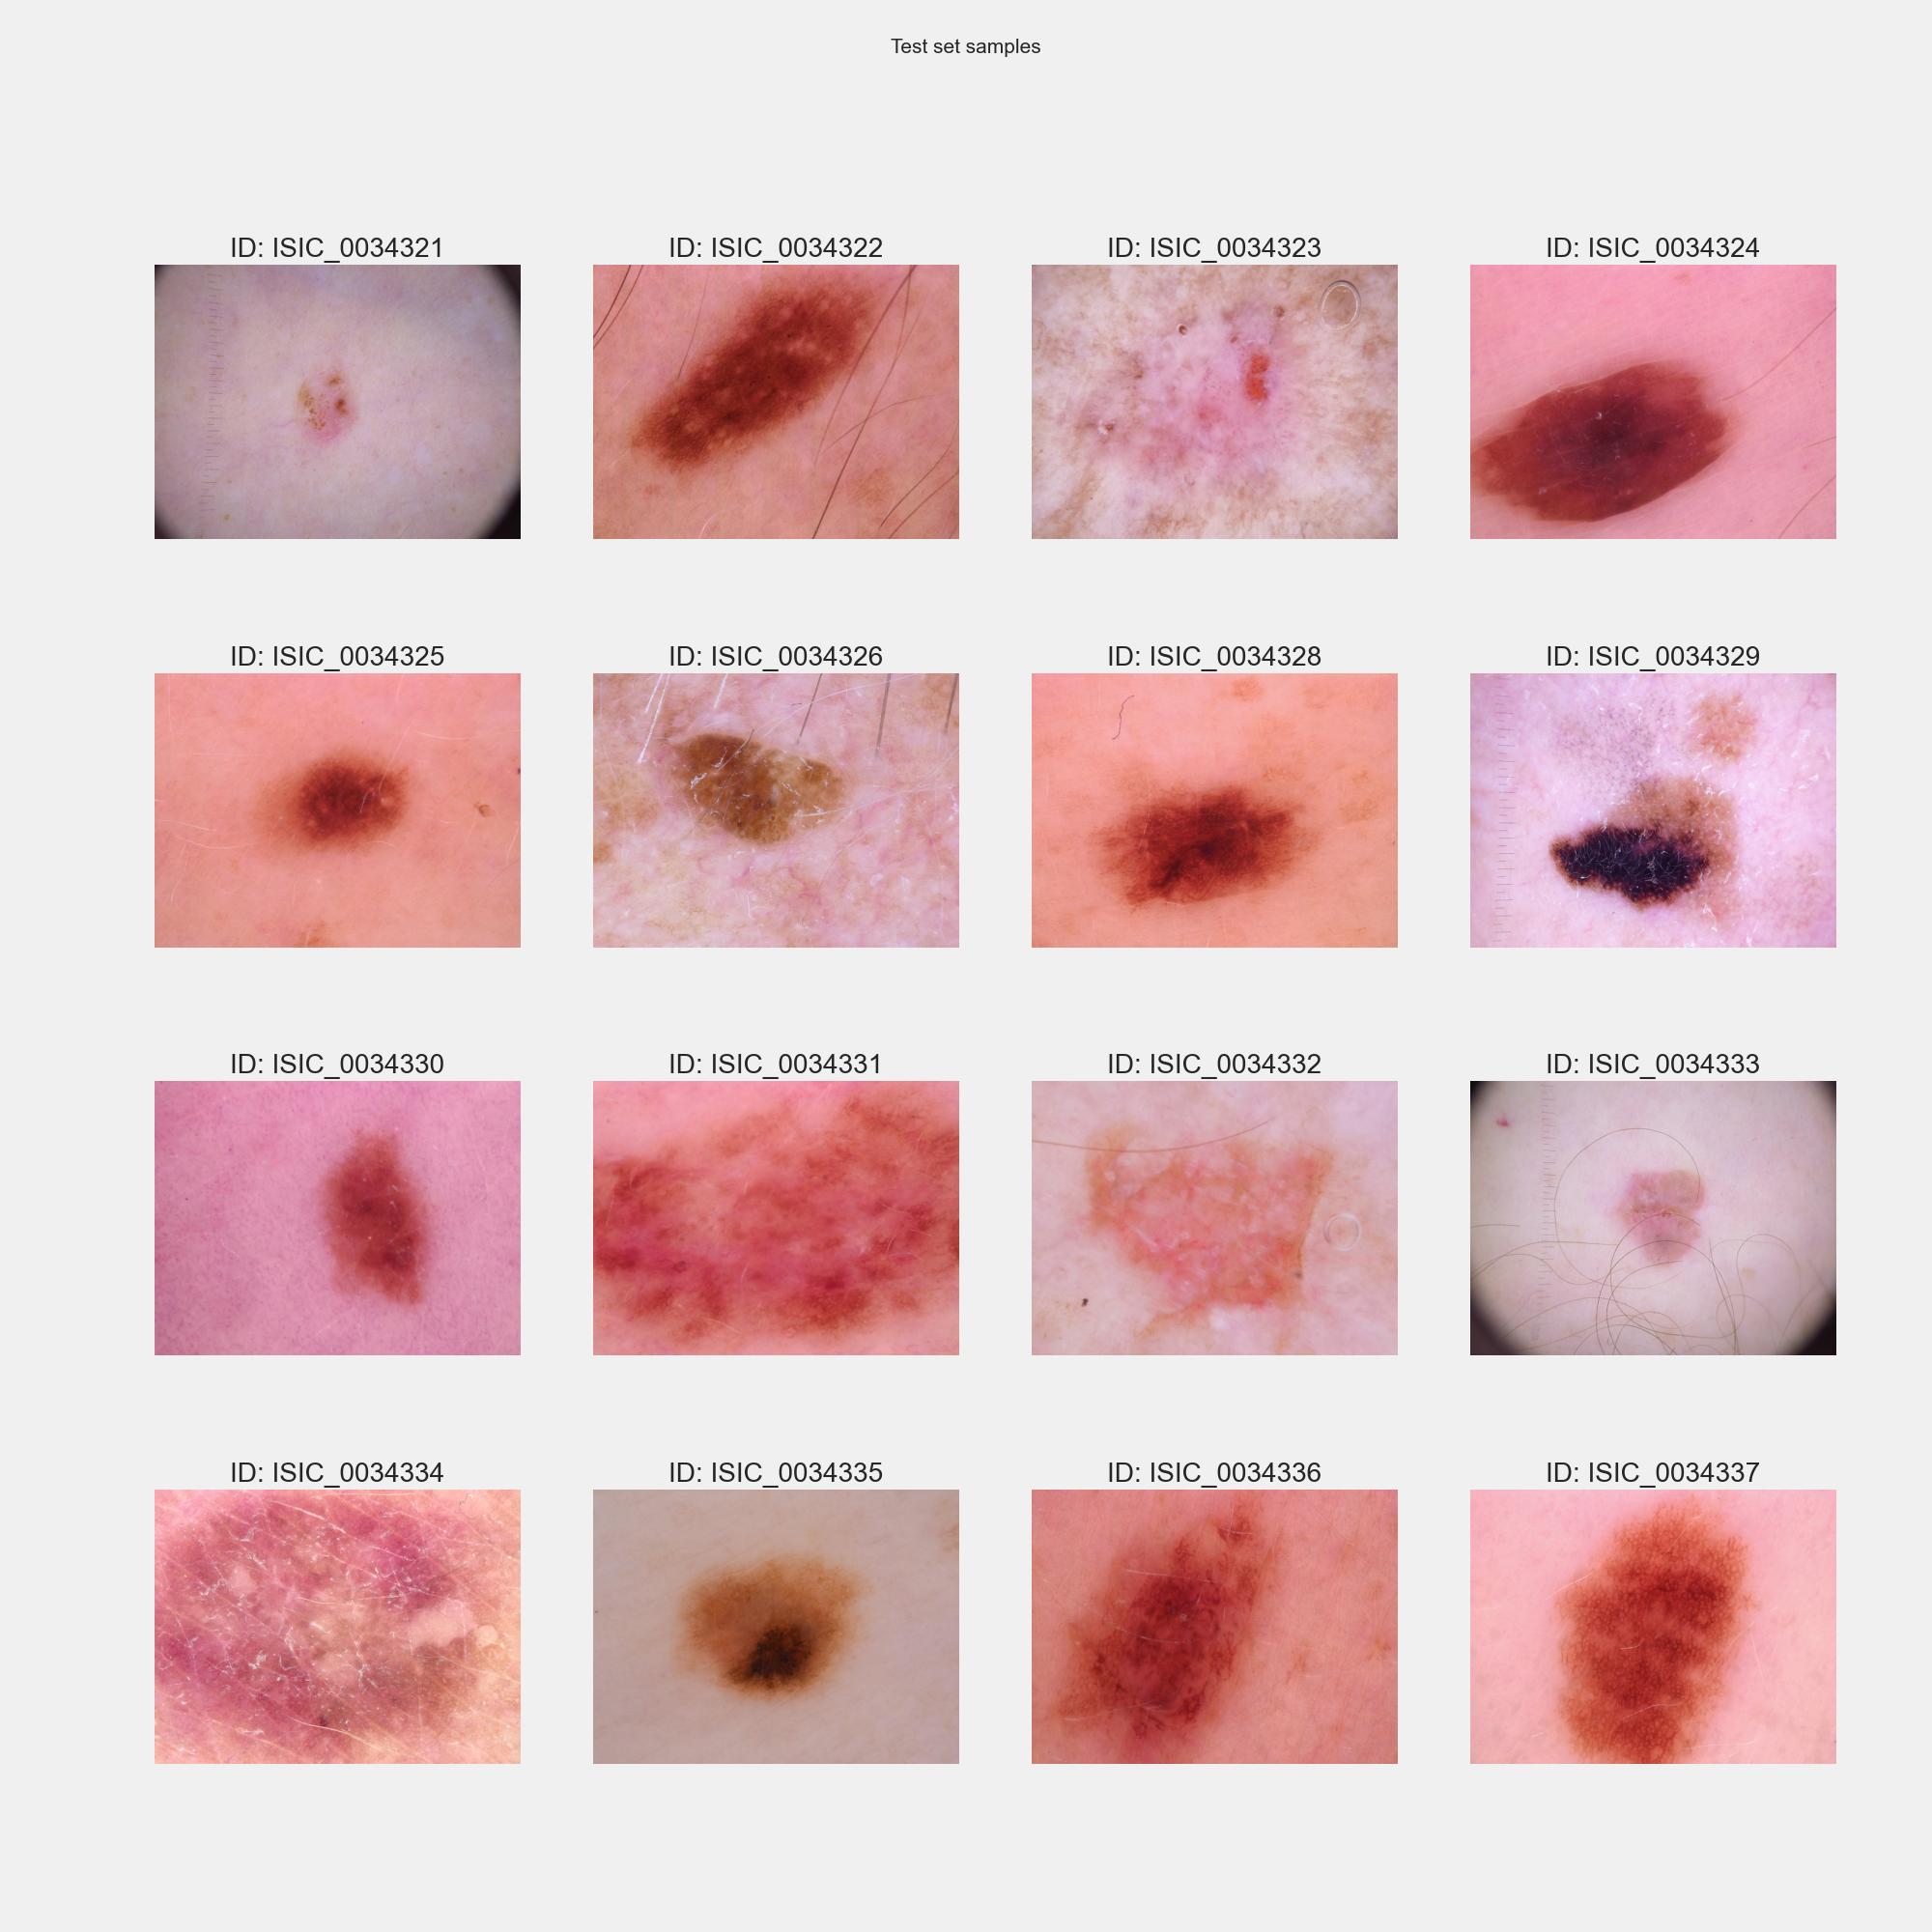 Test set samples
ID: ISIC_0034321
ID: ISIC_0034322
ID: ISIC_0034323
ID: ISIC_0034324
ID: ISIC_0034325
ID: ISIC_0034326
ID: ISIC_0034328
ID: ISIC_0034329
ID: ISIC_0034330
ID: ISIC_0034331
ID: ISIC_0034332
ID: ISIC_0034333
ID: ISIC_0034334
ID: ISIC_0034335
ID: ISIC_0034336
ID: ISIC_0034337